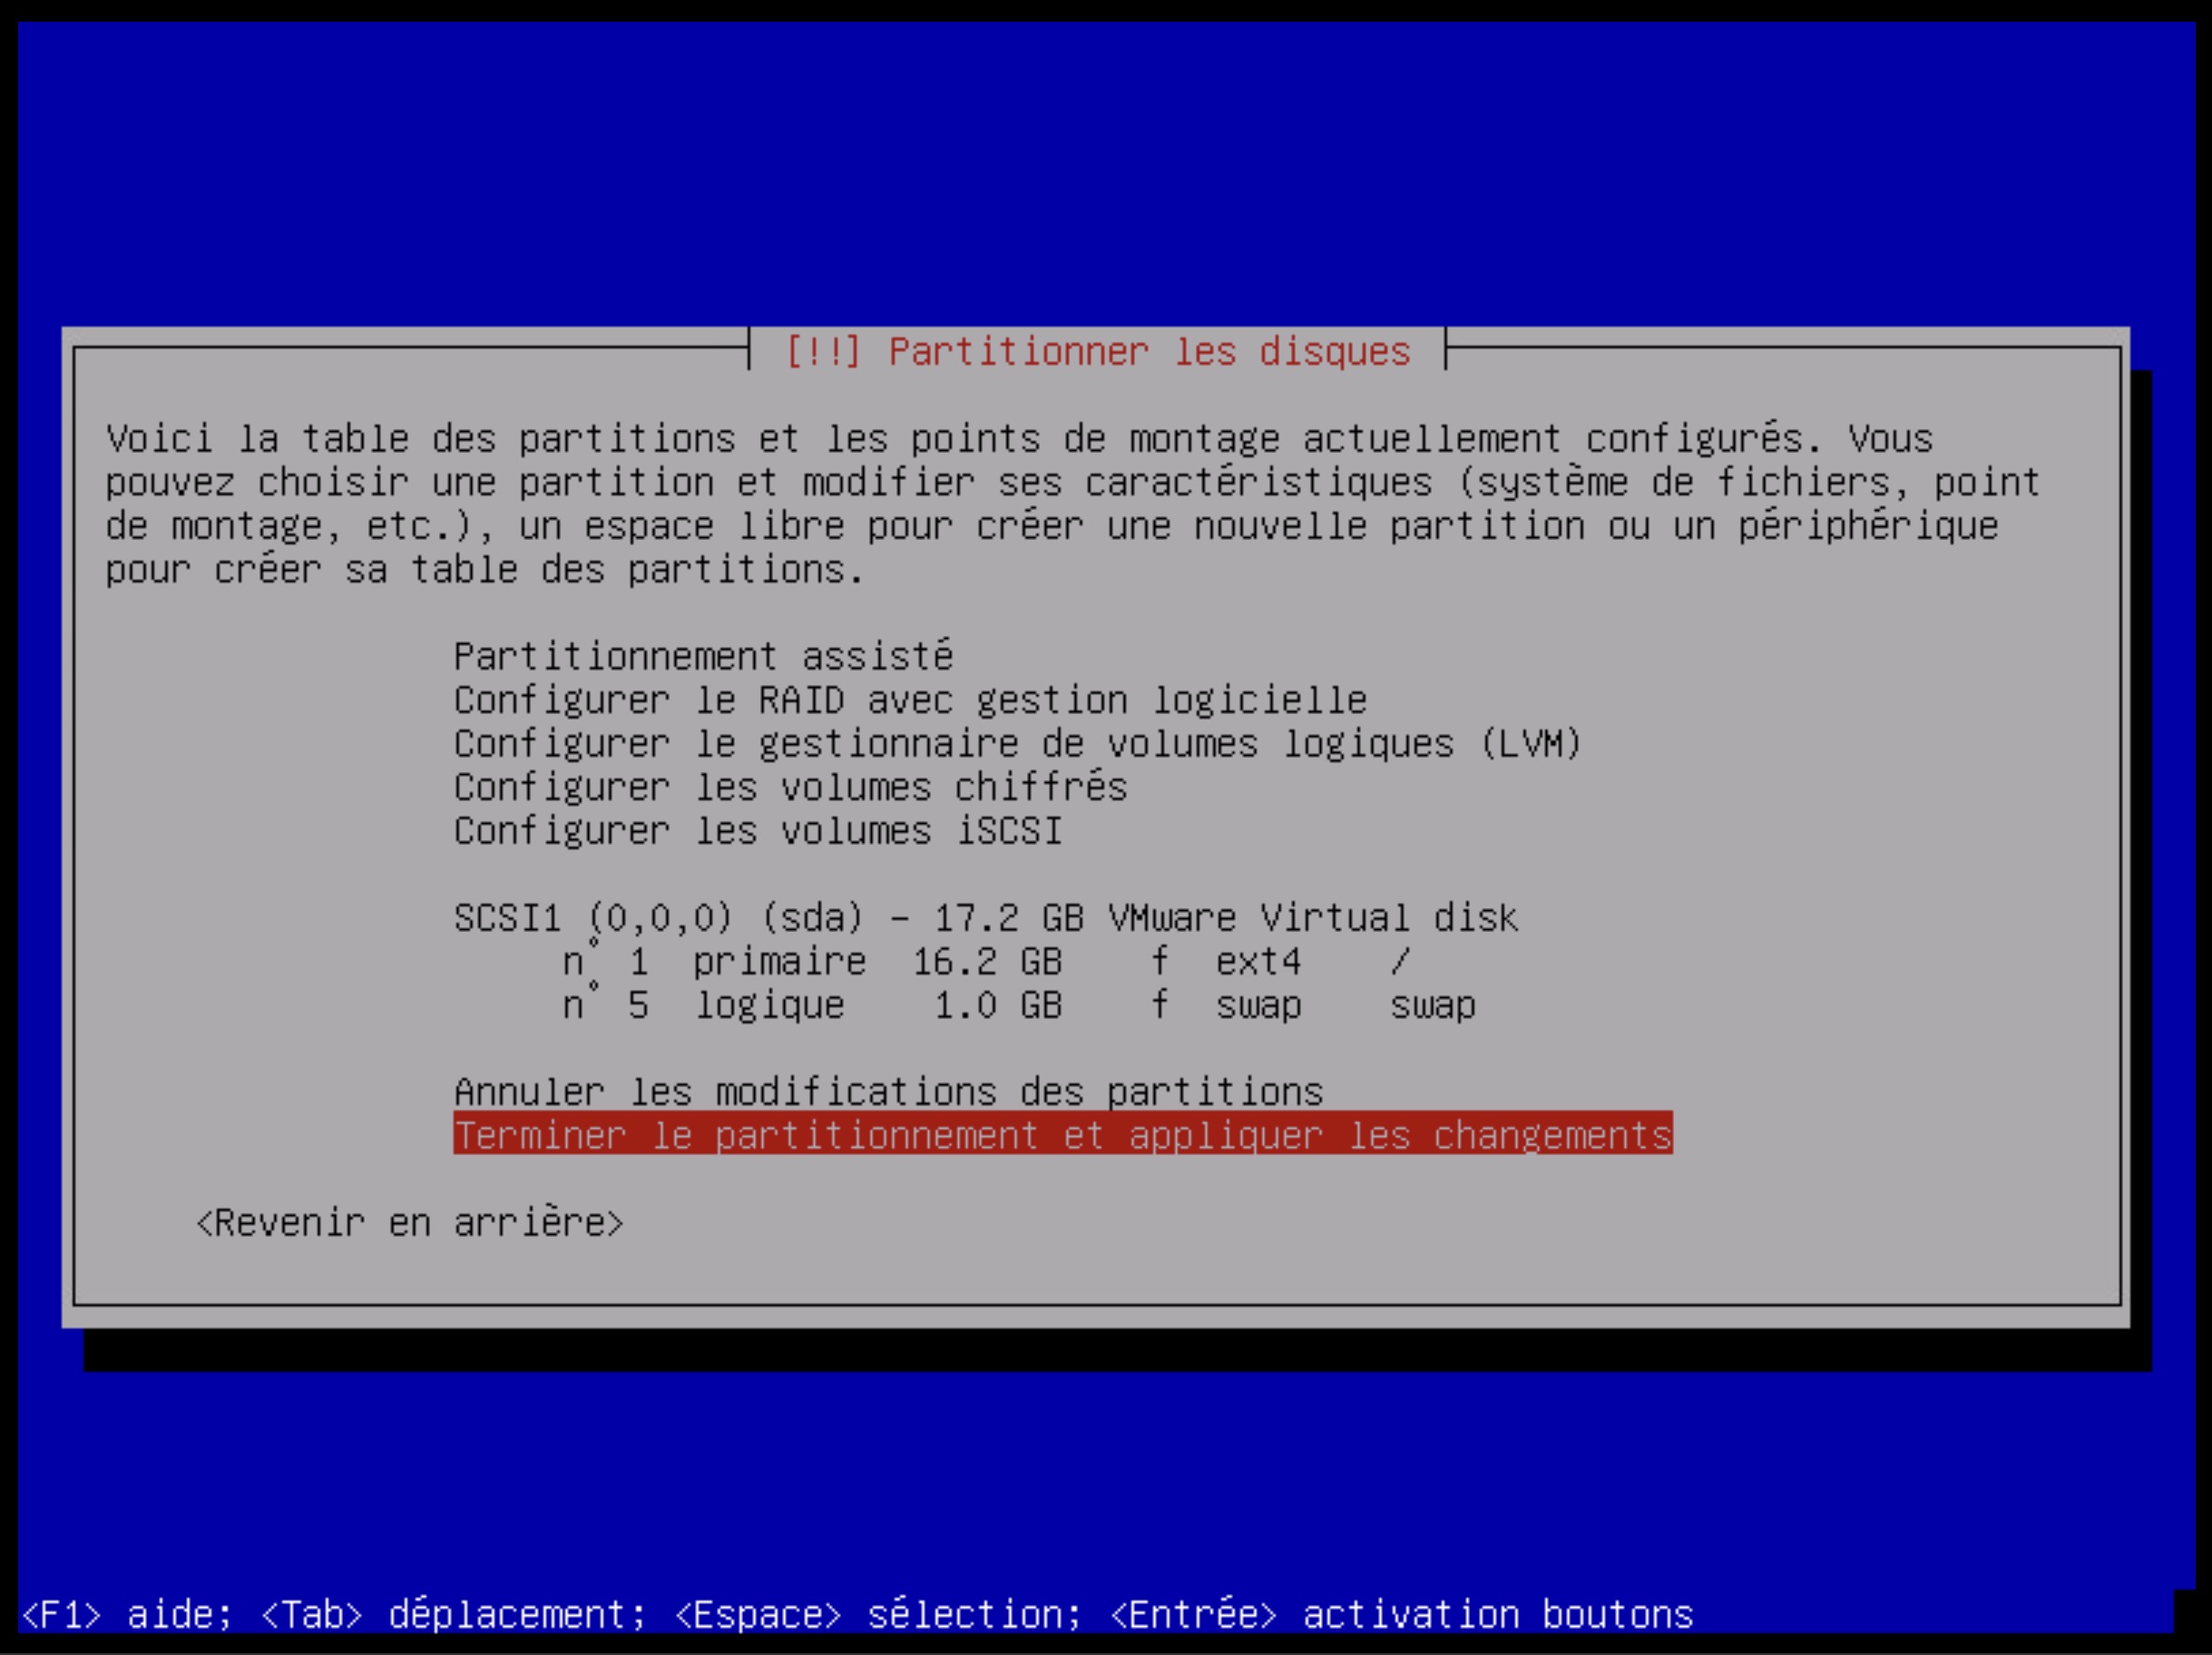 [!!] Partitionner les disques
Voici la table des partitions et les points de montage actuellement configurés. Vous
pouvez choisir une partition et modifier ses caractéristiques (système de fichiers, point
de montage, etc.), un espace libre pour créer une nouvelle partition ou un périphérique
pour créer sa table des partitions.
Partitionnement assisté
Configurer le RAID avec gestion logicielle
Configurer le gestionnaire de volumes logiques (LVM)
Configurer les volumes chiffrés
Configurer les volumes iSCSI
SCSI1 (0,0,0) (sda) - 17.2 GB VMware Virtual disk
n° 1 primaire 16.2 GB f ext4 /
n° 5 logique 1.0 GB f swap swap
Annuler les modifications des partitions
Terminer le partitionnement et appliquer les changements
<Revenir en arrière>
<F1> aide; <Tab> déplacement; <Espace> sélection; <Entrée> activation boutons